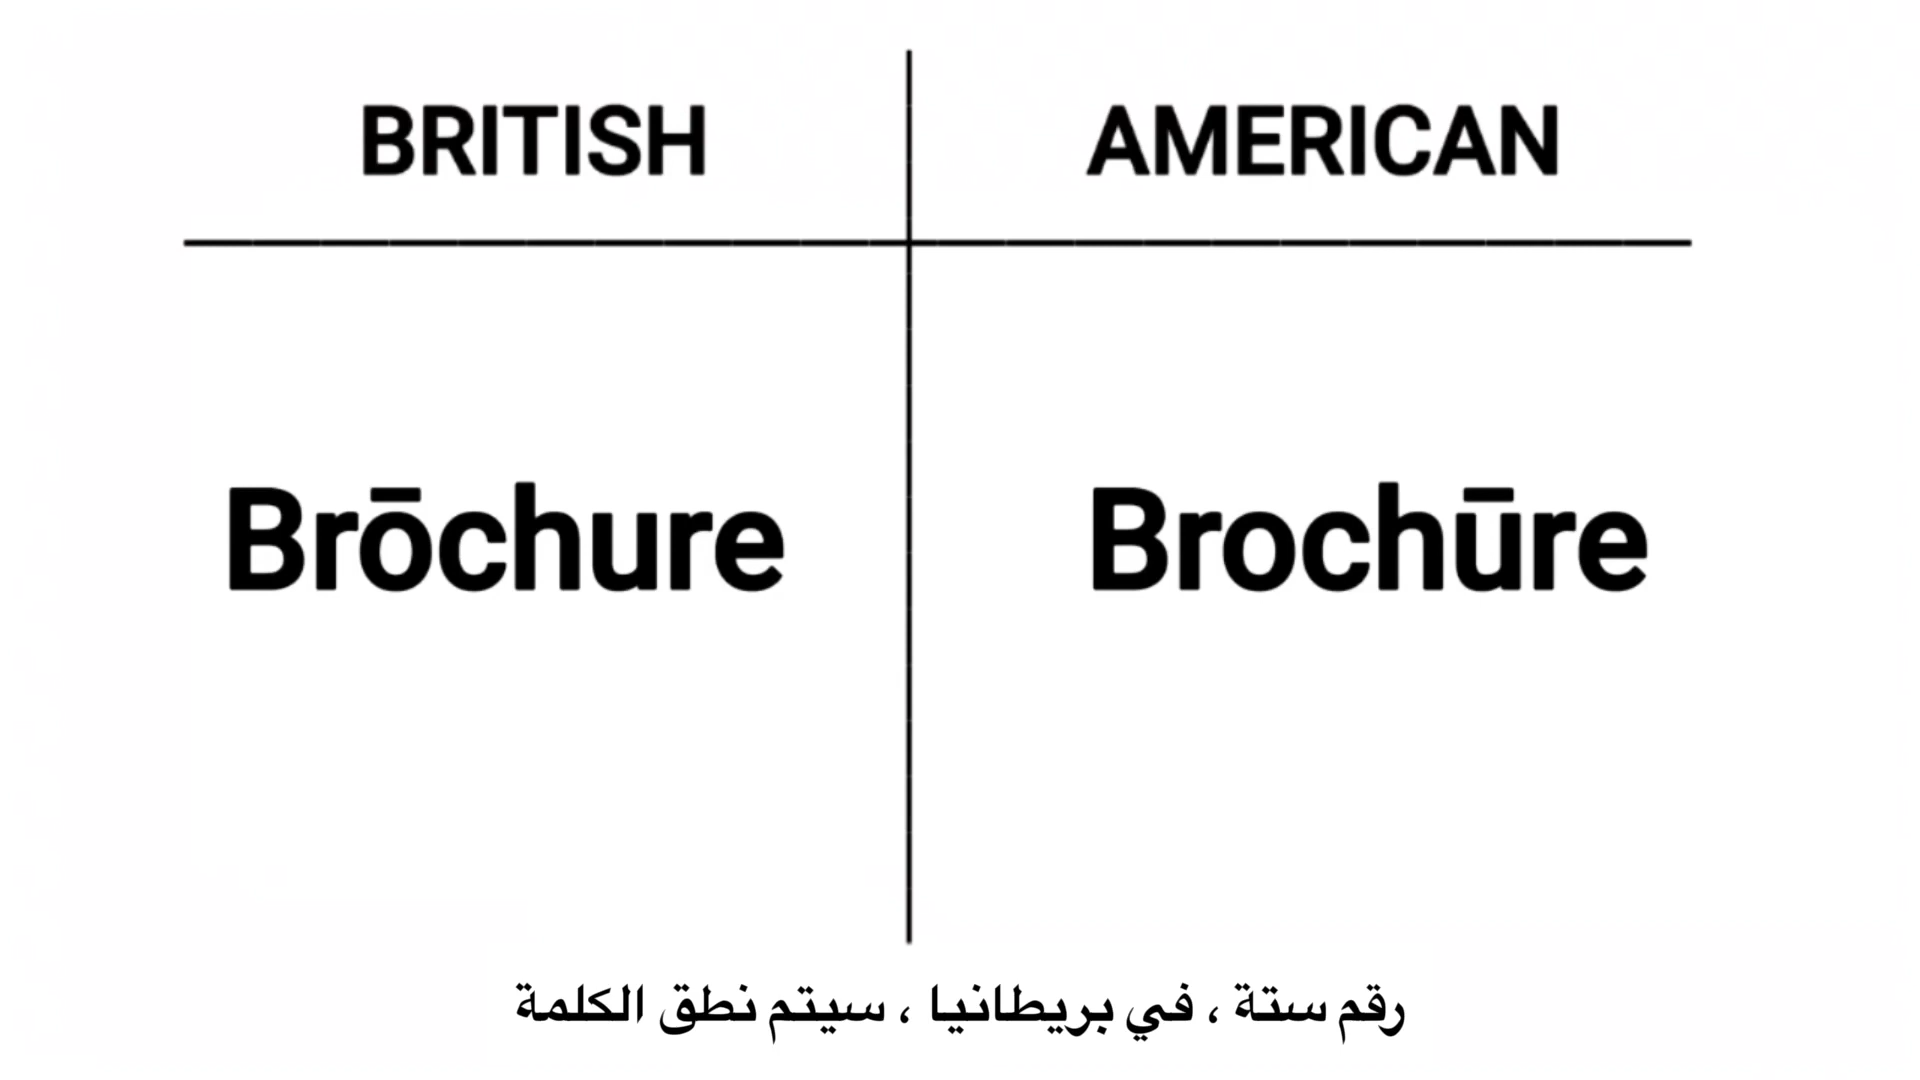 BRITISH
AMERICAN
Brōchure
Brochūre
رقم ستة ، في بريطانيا ، سيتم نطق الكلمة